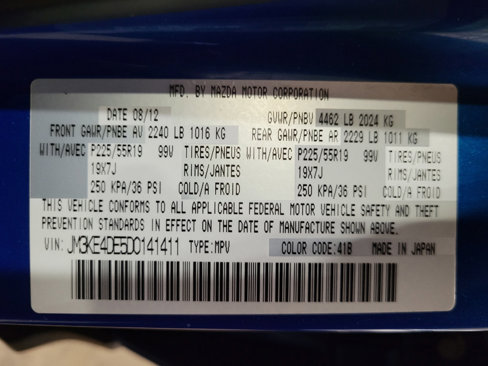 MFD. BY MAZDA MOTOR CORPORATION
DATE 08/12 GVWR/PNBV 4462 LB 2024 KG
FRONT GAWR/PNBE AV 2240 LB 1016 KG REAR GAWR/PNBE AR 2229 LB 1011 KG
WITH/AVEC P225/55R19 99V TIRES/PNEUS WITH/AVEC P225/55R19 99V TIRES/PNEUS
19X7J RIMS/JANTES 19X7J RIMS/JANTES
250 KPA/36 PSI COLD/A FROID 250 KPA/36 PSI COLD/A FROID
THIS VEHICLE CONFORMS TO ALL APPLICABLE FEDERAL MOTOR VEHICLE SAFETY AND THEFT
PREVENTION STANDARDS IN EFFECT ON THE DATE OF MANUFACTURE SHOWN ABOVE.
VIN: JM3KE4DE5D0141411 TYPE:MPV COLOR CODE:41B MADE IN JAPAN